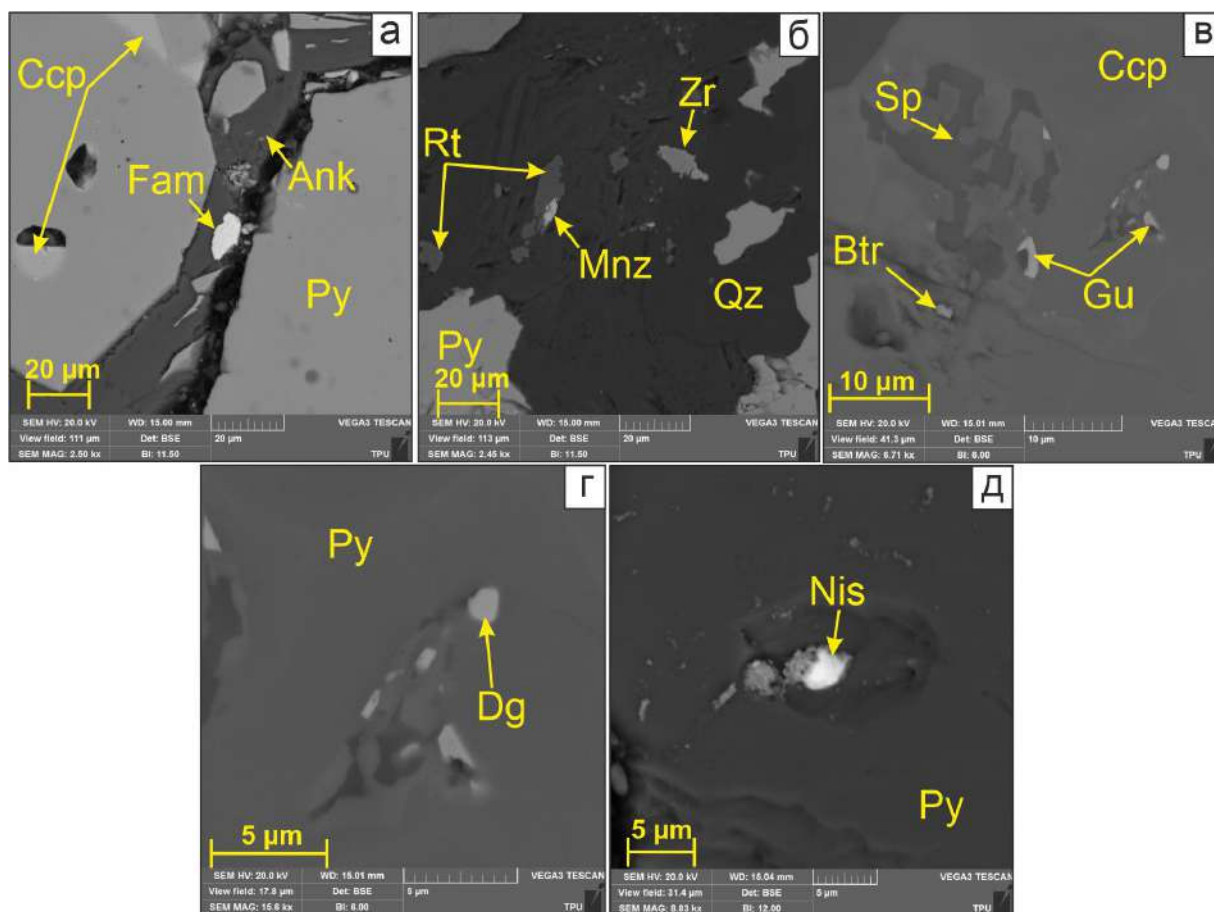 а
Ccp
Fam
Ank
Py
20 µm
SEM HV: 20.0 kV WD: 15.00 mm VEGA3 TESCAN
View field: 111 µm Det: BSE 20 µm
SEM MAG: 2.50 kx BI: 11.50 TPU
б
Zr
Rt
Mnz
Qz
Py
20 µm
SEM HV: 20.0 kV WD: 15.00 mm VEGA3 TESCAN
View field: 113 µm Det: BSE 20 µm
SEM MAG: 2.45 kx BI: 11.50 TPU
в
Ccp
Sp
Btr
Gu
10 µm
SEM HV: 20.0 kV WD: 15.01 mm VEGA3 TESCAN
View field: 41.3 µm Det: BSE 10 µm
SEM MAG: 6.71 kx BI: 8.00 TPU
г
Py
Dg
5 µm
SEM HV: 20.0 kV WD: 15.01 mm VEGA3 TESCAN
View field: 17.8 µm Det: BSE 5 µm
SEM MAG: 15.6 kx BI: 8.00 TPU
д
Nis
Py
5 µm
SEM HV: 20.0 kV WD: 15.04 mm VEGA3 TESCAN
View field: 31.4 µm Det: BSE 5 µm
SEM MAG: 8.83 kx BI: 12.00 TPU